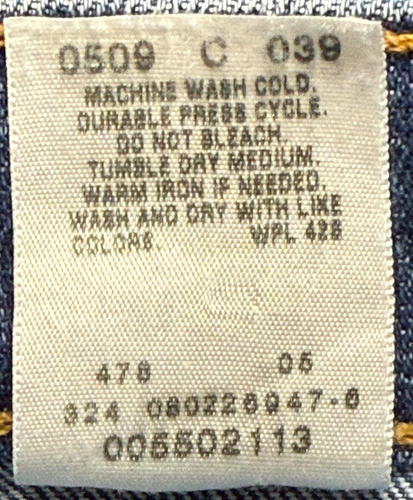 0509 C 039
MACHINE WASH COLD.
DURABLE PRESS CYCLE.
DO NOT BLEACH.
TUMBLE DRY MEDIUM.
WARM IRON IF NEEDED.
WASH AND DRY WITH LIKE
COLORS. WPL 423
478 05
324 080226947-6
005502113